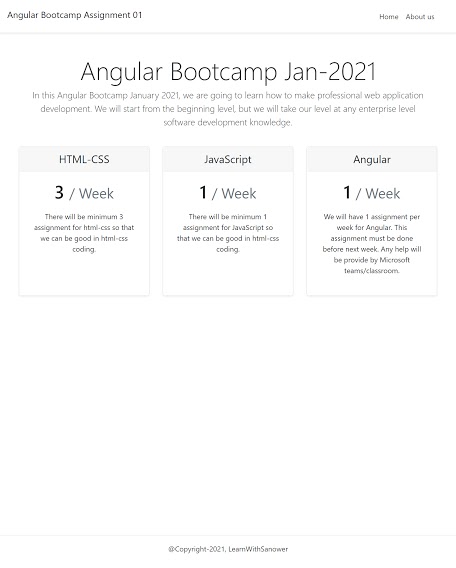 Angular Bootcamp Assignment 01
Home About us
Angular Bootcamp Jan-2021
In this Angular Bootcamp January 2021, we are going to learn how to make professional web application
development. We will start from the beginning level, but we will take our level at any enterprise level
software development knowledge.
HTML-CSS
3 / Week
There will be minimum 3
assignment for html-css so that
we can be good in html-css
coding.
JavaScript
1 / Week
There will be minimum 1
assignment for JavaScript so
that we can be good in html-css
coding.
Angular
1 / Week
We will have 1 assignment per
week for Angular. This
assignment must be done
before next week. Any help will
be provide by Microsoft
teams/classroom.
@Copyright-2021, LearnWithSanower